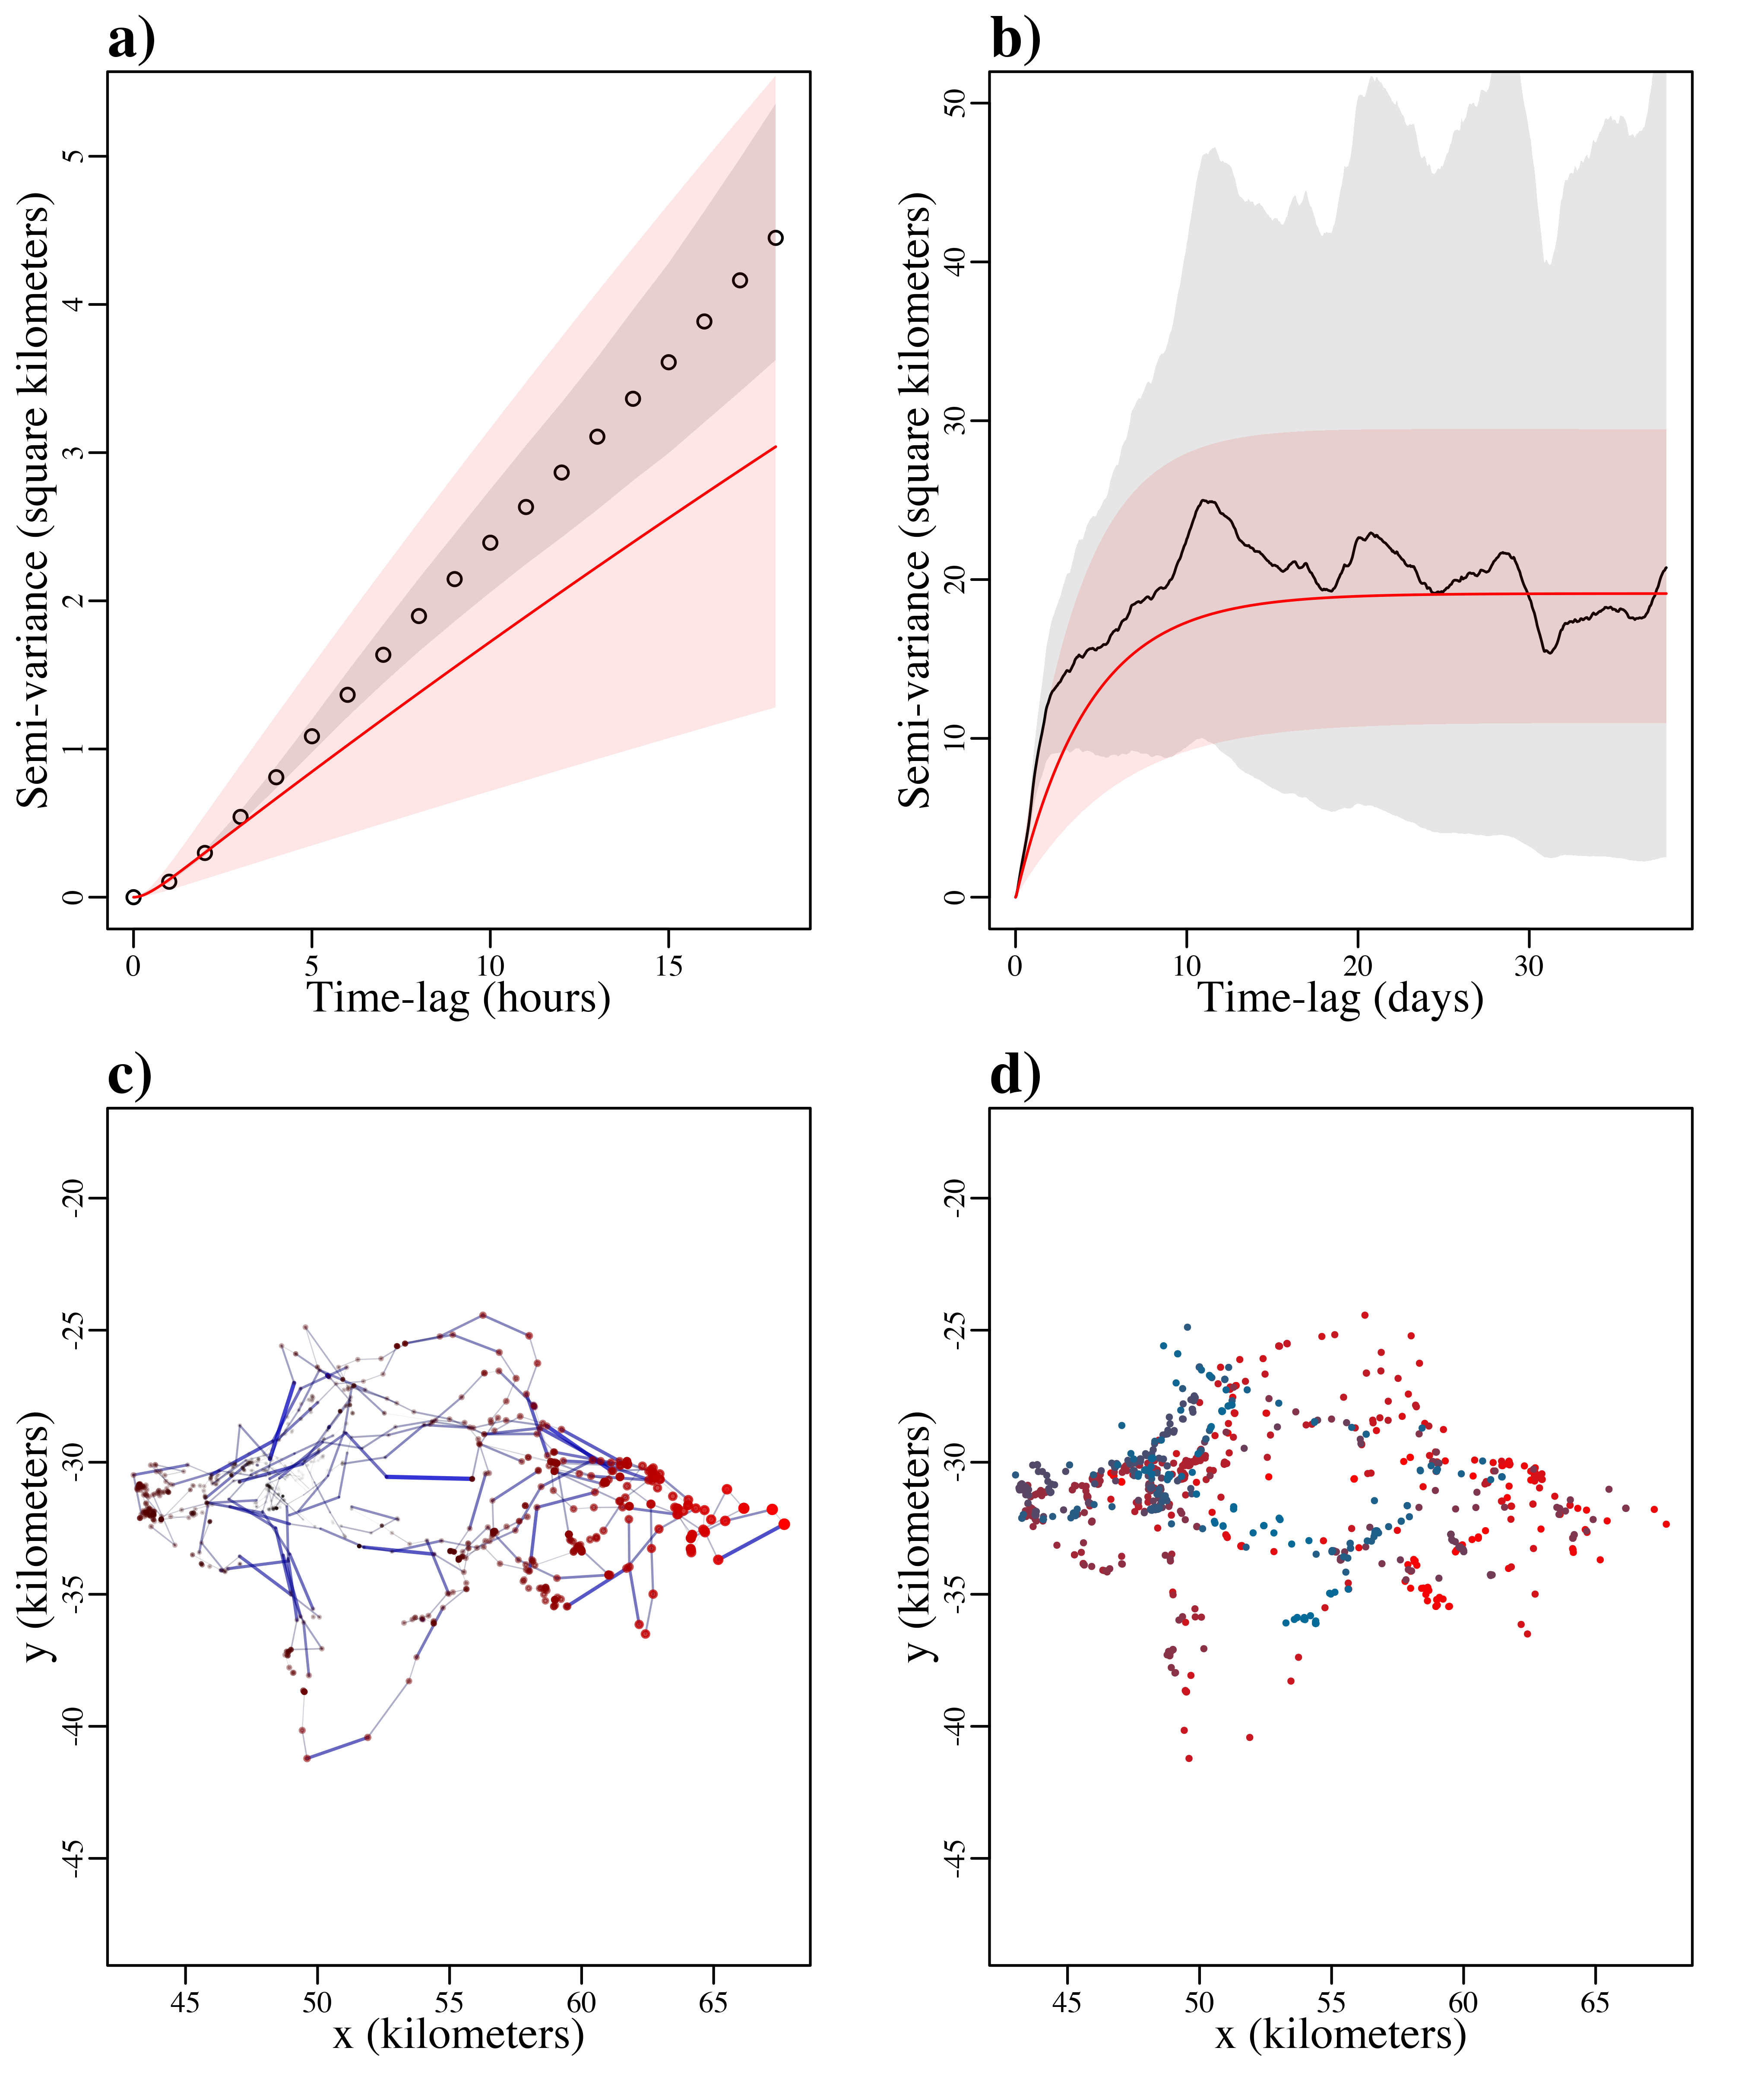 a)
Semi-variance (square kilometers)
5
4
3
2
1
0
0 5 10 15
Time-lag (hours)
b)
Semi-variance (square kilometers)
50
40
30
20
10
0
0 10 20 30
Time-lag (days)
c)
y (kilometers)
-20
-25
-30
-35
-40
-45
45 50 55 60 65
x (kilometers)
d)
y (kilometers)
-20
-25
-30
-35
-40
-45
45 50 55 60 65
x (kilometers)